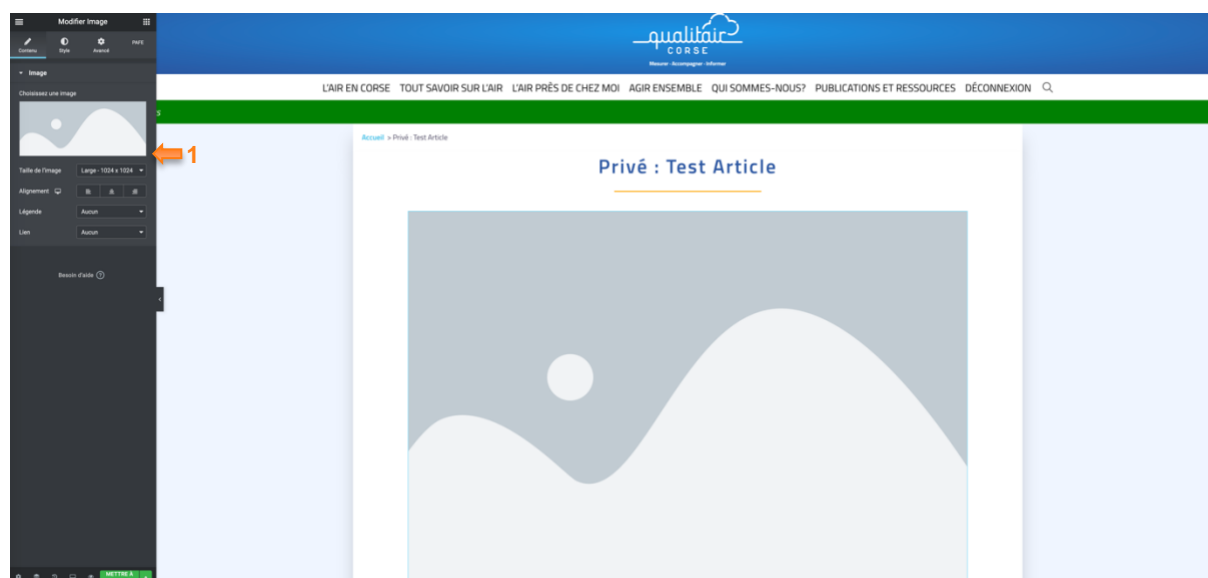 Modifier Image
Contenu Style Avancé PAFE
Image
Choisissez une image
1
Taille de l'image Large - 1024 x 1024
Alignement
Légende Aucun
Lien Aucun
Besoin d'aide
METTRE À
qualitair
CORSE
Mesurer · Accompagner · Informer
L'AIR EN CORSE TOUT SAVOIR SUR L'AIR L'AIR PRÈS DE CHEZ MOI AGIR ENSEMBLE QUI SOMMES-NOUS? PUBLICATIONS ET RESSOURCES DÉCONNEXION
s
Accueil » Privé : Test Article
Privé : Test Article